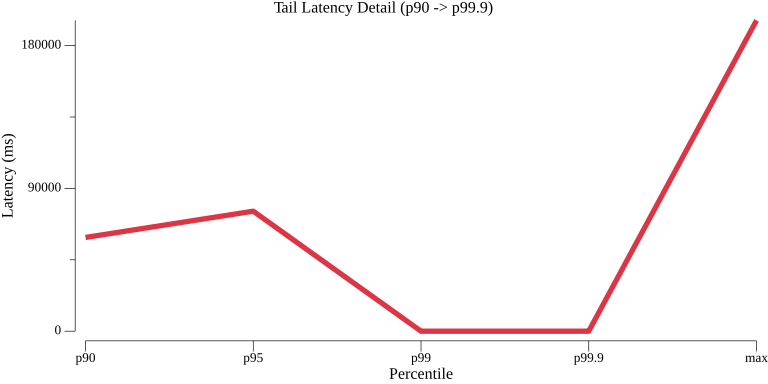 Tail Latency Detail (p90 -> p99.9)
180000
90000
0
Latency (ms)
p90 p95 p99 p99.9 max
Percentile